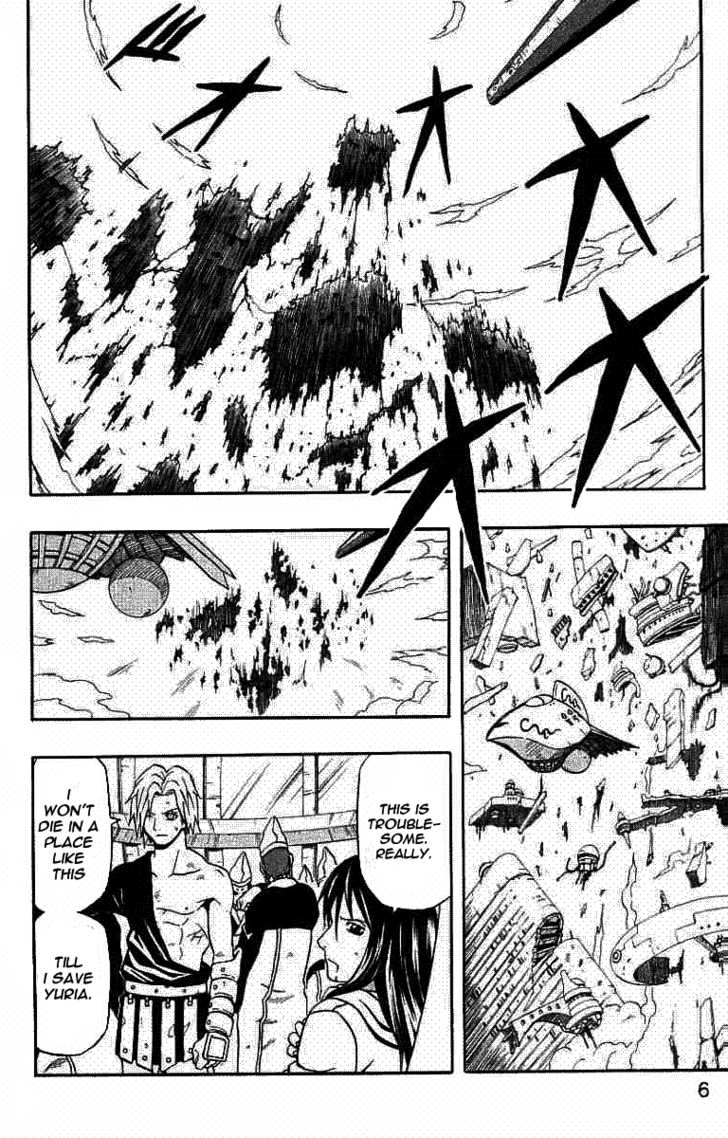 THIS IS
TROUBLE-
SOME.
REALLY.
I
WON'T
DIE IN A
PLACE
LIKE
THIS
TILL
I SAVE
YURIA.
6